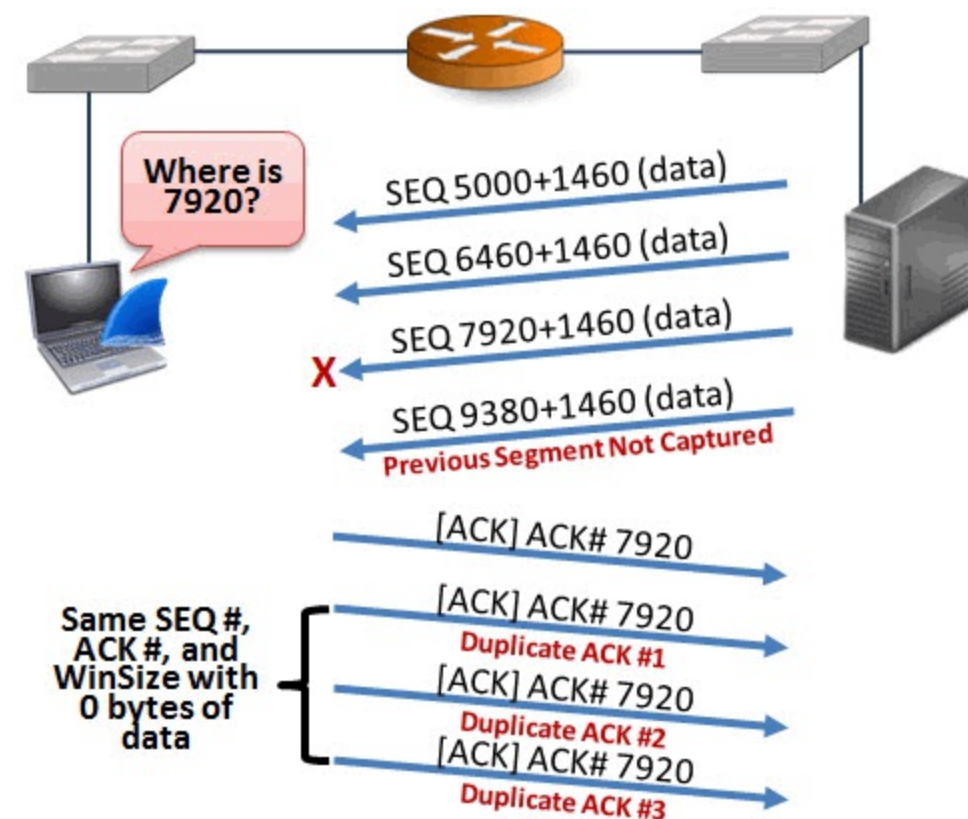 Where is
7920?
SEQ 5000+1460 (data)
SEQ 6460+1460 (data)
SEQ 7920+1460 (data)
X
SEQ 9380+1460 (data)
Previous Segment Not Captured
[ACK] ACK# 7920
Same SEQ #,
ACK #, and
WinSize with
0 bytes of
data
[ACK] ACK# 7920
Duplicate ACK #1
[ACK] ACK# 7920
Duplicate ACK #2
[ACK] ACK# 7920
Duplicate ACK #3